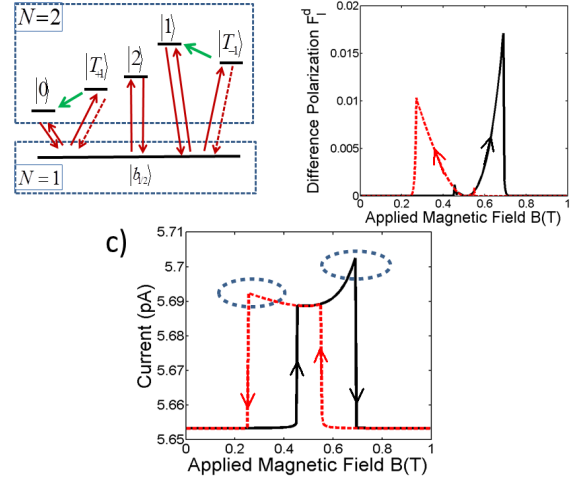 N=2
|0⟩
|T₋₁⟩
|2⟩
|1⟩
|T₋₁⟩
N=1
|b₁/₂⟩
Difference Polarization Fₗᵈ
0.02
0.015
0.01
0.005
0
0 0.2 0.4 0.6 0.8 1
Applied Magnetic Field B(T)
c)
Current (pA)
5.71
5.7
5.69
5.68
5.67
5.66
5.65
0 0.2 0.4 0.6 0.8 1
Applied Magnetic Field B(T)